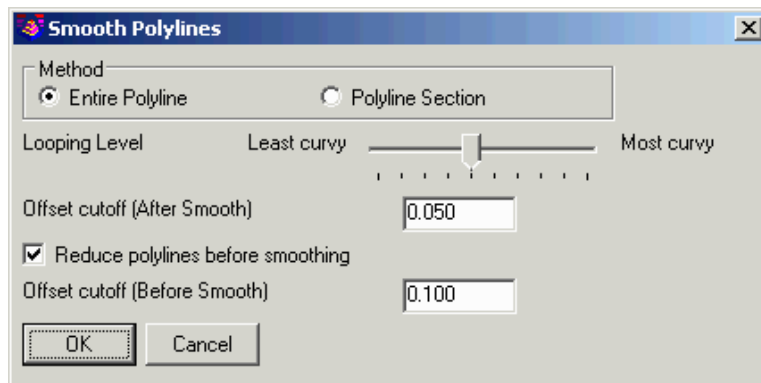 Smooth Polylines
Method
Entire Polyline Polyline Section
Looping Level Least curvy Most curvy
Offset cutoff (After Smooth) 0.050
Reduce polylines before smoothing
Offset cutoff (Before Smooth) 0.100
OK Cancel